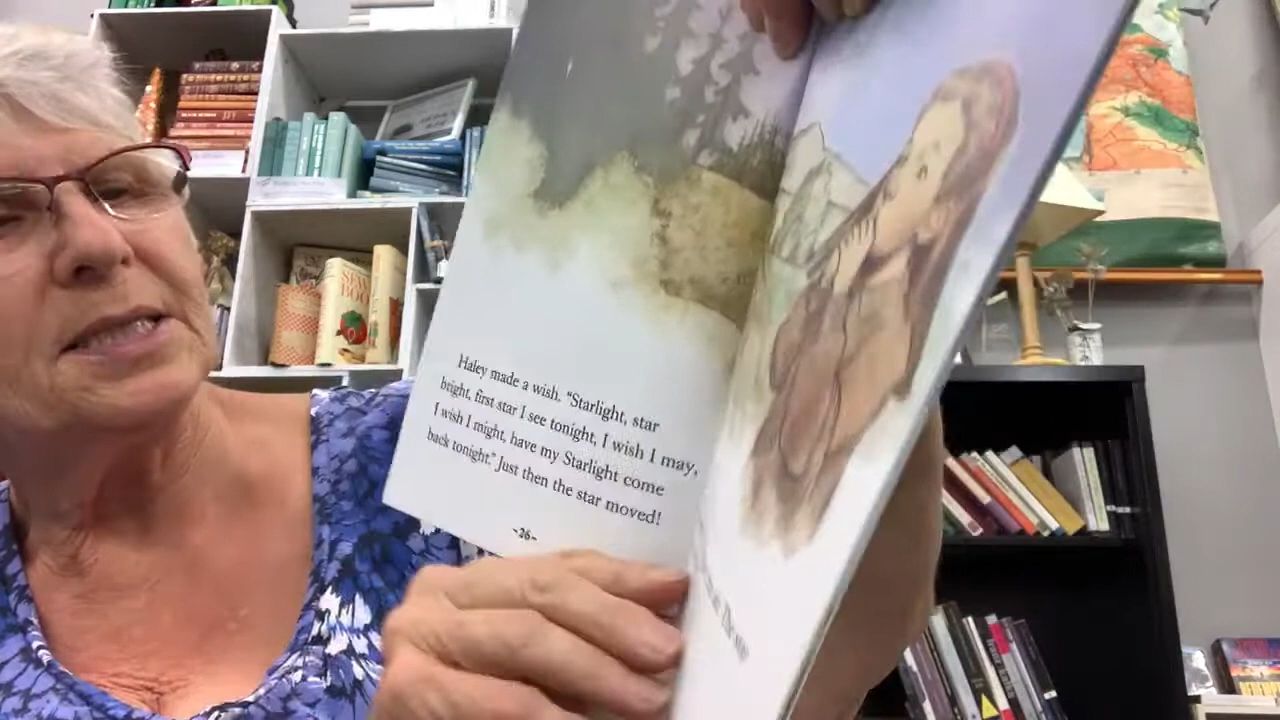 Haley made a wish. "Starlight, star
bright, first star I see tonight, I wish I may,
I wish I might, have my Starlight come
back tonight." Just then the star moved!
~26~